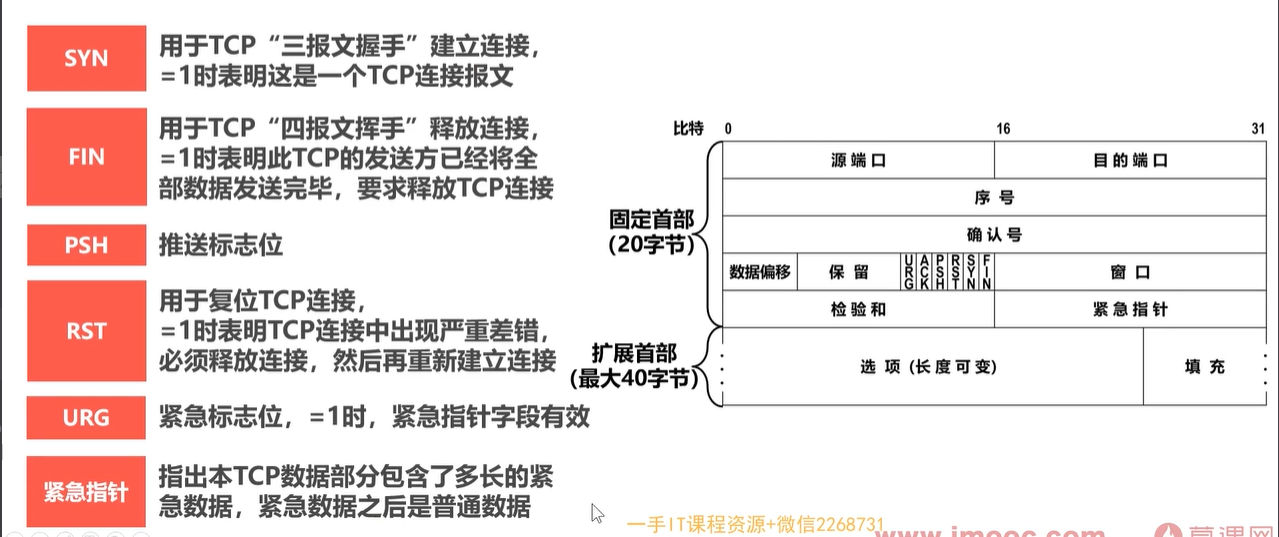 SYN
用于TCP“三报文握手”建立连接，
=1时表明这是一个TCP连接报文
FIN
用于TCP“四报文挥手”释放连接，
=1时表明此TCP的发送方已经将全
部数据发送完毕，要求释放TCP连接
PSH
推送标志位
RST
用于复位TCP连接，
=1时表明TCP连接中出现严重差错，
必须释放连接，然后再重新建立连接
URG
紧急标志位，=1时，紧急指针字段有效
紧急指针
指出本TCP数据部分包含了多长的紧
急数据，紧急数据之后是普通数据
比特 0 16 31
固定首部
（20字节）
源端口 目的端口
序号
确认号
数据偏移 保留 URG ACK PSH RST SYN FIN 窗口
检验和 紧急指针
扩展首部
（最大40字节）
选项 (长度可变) 填充
一手IT课程资源+微信2268731
www.imooc.com
慕课网